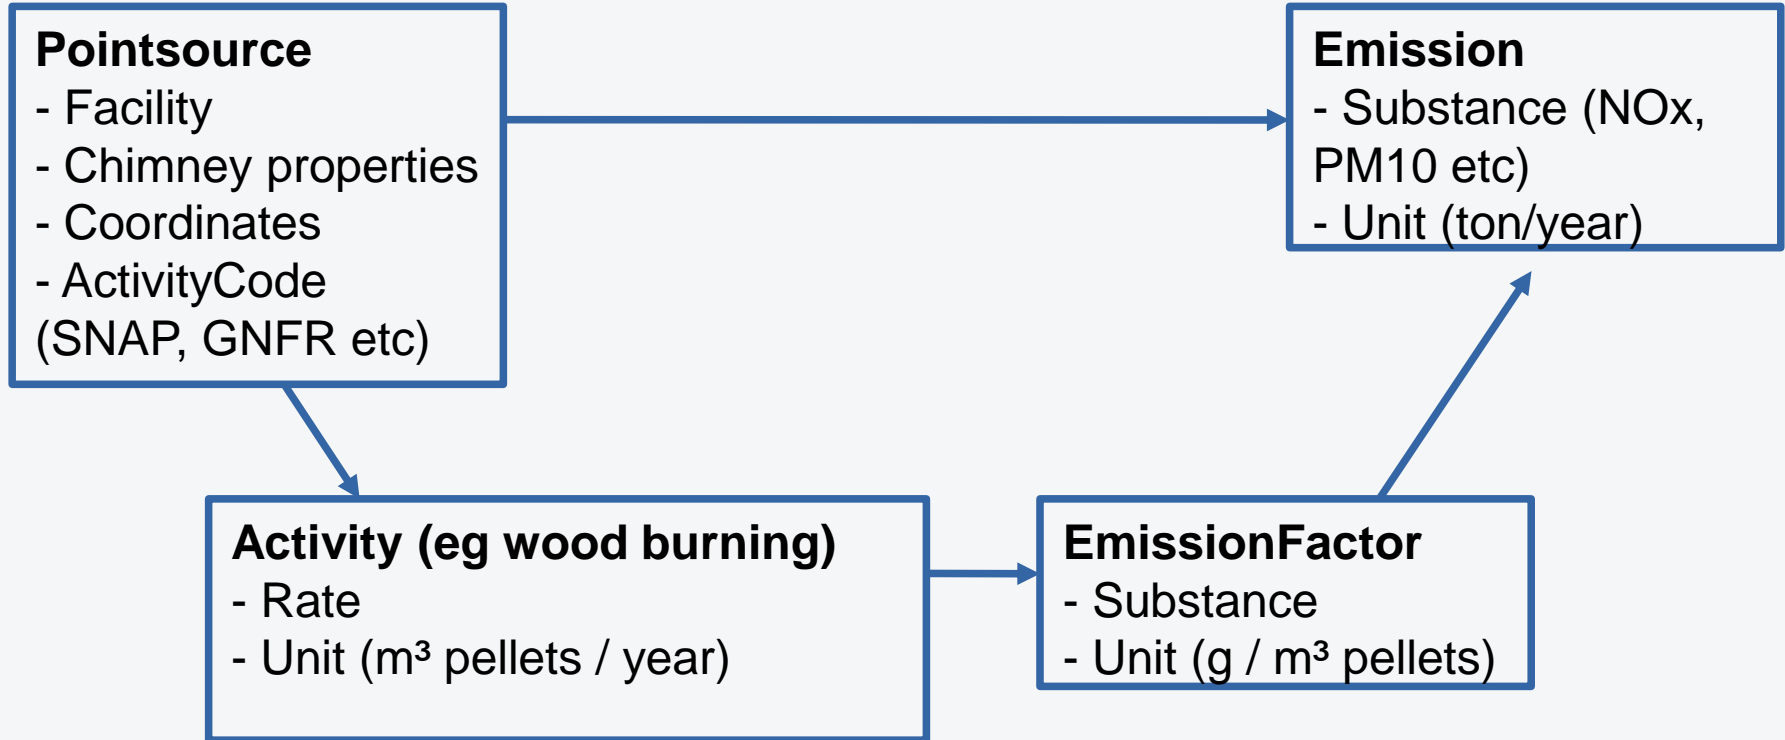 Pointsource
- Facility
- Chimney properties
- Coordinates
- ActivityCode
(SNAP, GNFR etc)
Emission
- Substance (NOx,
PM10 etc)
- Unit (ton/year)
Activity (eg wood burning)
- Rate
- Unit (m³ pellets / year)
EmissionFactor
- Substance
- Unit (g / m³ pellets)